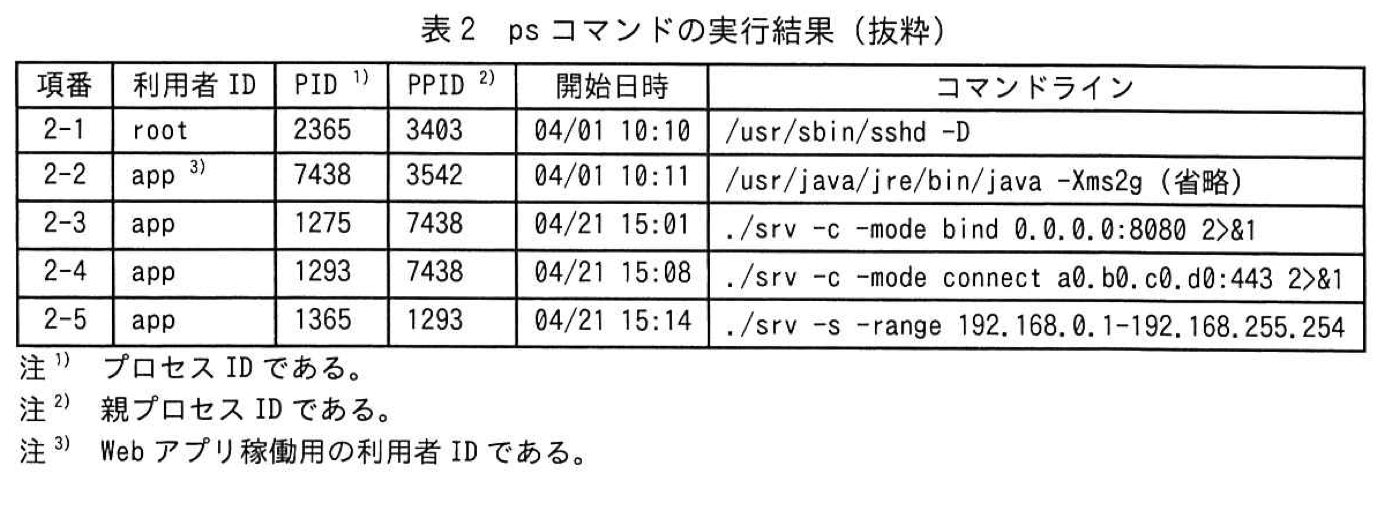 表2 ps コマンドの実行結果（抜粋）
項番 利用者 ID PID 1) PPID 2) 開始日時 コマンドライン
2-1 root 2365 3403 04/01 10:10 /usr/sbin/sshd -D
2-2 app 3) 7438 3542 04/01 10:11 /usr/java/jre/bin/java -Xms2g（省略）
2-3 app 1275 7438 04/21 15:01 ./srv -c -mode bind 0.0.0.0:8080 2>&1
2-4 app 1293 7438 04/21 15:08 ./srv -c -mode connect a0.b0.c0.d0:443 2>&1
2-5 app 1365 1293 04/21 15:14 ./srv -s -range 192.168.0.1-192.168.255.254
注 1) プロセス ID である。
注 2) 親プロセス ID である。
注 3) Web アプリ稼働用の利用者 ID である。